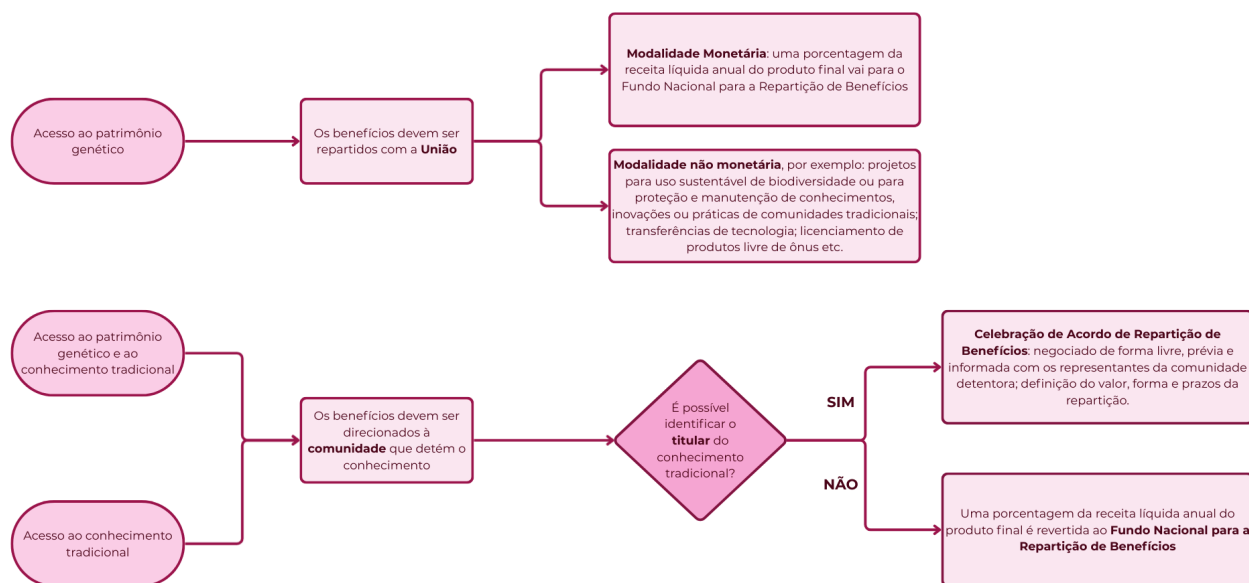 Acesso ao patrimônio
genético
Os benefícios devem ser
repartidos com a União
Modalidade Monetária: uma porcentagem da
receita líquida anual do produto final vai para o
Fundo Nacional para a Repartição de Benefícios
Modalidade não monetária, por exemplo: projetos
para uso sustentável de biodiversidade ou para
proteção e manutenção de conhecimentos,
inovações ou práticas de comunidades tradicionais;
transferências de tecnologia; licenciamento de
produtos livre de ônus etc.
Acesso ao patrimônio
genético e ao
conhecimento tradicional
Acesso ao conhecimento
tradicional
Os benefícios devem ser
direcionados à
comunidade que detém o
conhecimento
É possível
identificar o
titular do
conhecimento
tradicional?
SIM
Celebração de Acordo de Repartição de
Benefícios: negociado de forma livre, prévia e
informada com os representantes da comunidade
detentora; definição do valor, forma e prazos da
repartição.
NÃO
Uma porcentagem da receita líquida anual do
produto final é revertida ao Fundo Nacional para a
Repartição de Benefícios